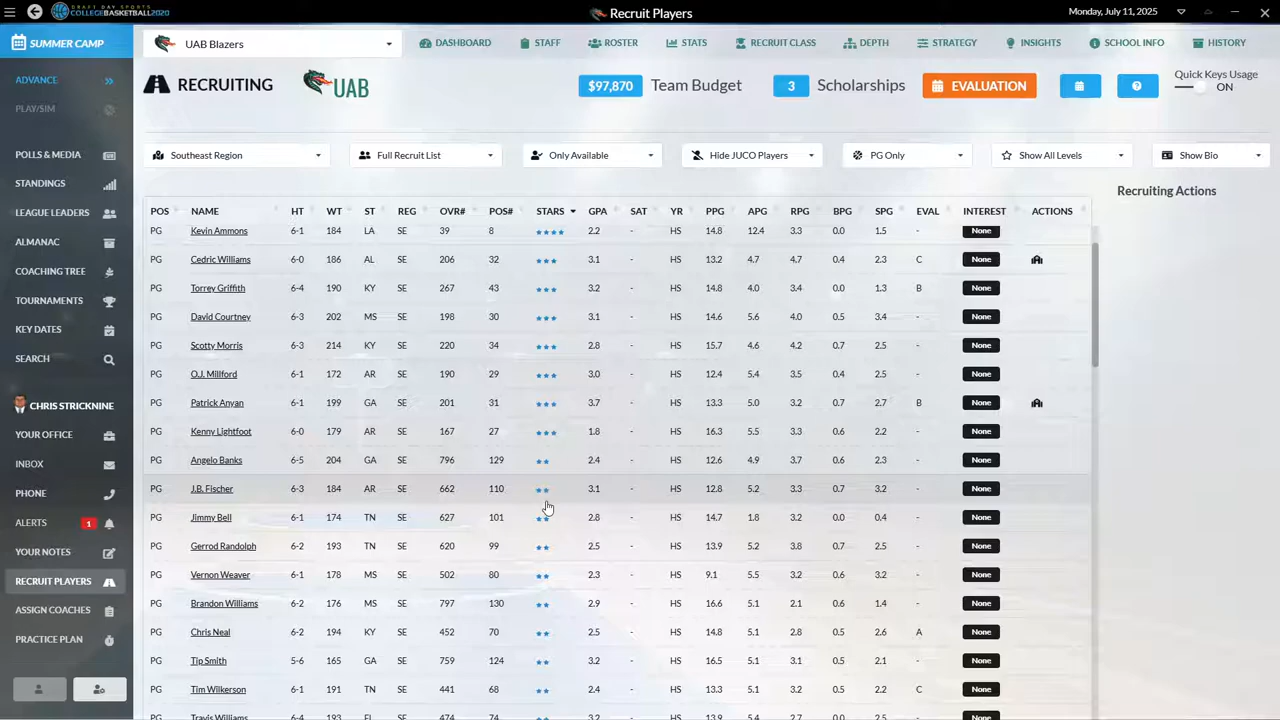 DRAFT DAY SPORTS
COLLEGE BASKETBALL 2020
Recruit Players
Monday, July 11, 2025
SUMMER CAMP
UAB Blazers
DASHBOARD STAFF ROSTER STATS RECRUIT CLASS DEPTH STRATEGY INSIGHTS SCHOOL INFO HISTORY
ADVANCE
PLAY/SIM
POLLS & MEDIA
STANDINGS
LEAGUE LEADERS
ALMANAC
COACHING TREE
TOURNAMENTS
KEY DATES
SEARCH
CHRIS STRICKNINE
YOUR OFFICE
INBOX
PHONE
ALERTS 1
YOUR NOTES
RECRUIT PLAYERS
ASSIGN COACHES
PRACTICE PLAN
RECRUITING UAB $97,870 Team Budget 3 Scholarships EVALUATION Quick Keys Usage
ON
Southeast Region Full Recruit List Only Available Hide JUCO Players PG Only Show All Levels Show Bio
Recruiting Actions
POS NAME HT WT ST REG OVR# POS# STARS GPA SAT YR PPG APG RPG BPG SPG EVAL INTEREST ACTIONS
PG Kevin Ammons 6-1 184 LA SE 39 8 2.2 - HS 14.8 12.4 3.3 0.0 1.5 - None
PG Cedric Williams 6-0 186 AL SE 206 32 3.1 - HS 13.2 4.7 4.7 0.4 2.3 C None
PG Torrey Griffith 6-4 190 KY SE 267 43 3.2 - HS 14.8 4.0 3.4 0.0 1.3 B None
PG David Courtney 6-3 202 MS SE 198 30 3.1 - HS 14.6 5.6 4.0 0.5 3.4 - None
PG Scotty Morris 6-3 214 KY SE 220 34 2.8 - HS 15.7 4.6 4.2 0.7 2.5 - None
PG O.J. Millford 6-1 172 AR SE 190 29 3.0 - HS 12.4 5.4 3.5 0.4 2.5 - None
PG Patrick Anyan 6-1 199 GA SE 201 31 3.7 - HS 13.3 5.0 3.2 0.7 2.7 B None
PG Kenny Lightfoot 6-1 179 AR SE 167 27 1.8 - HS 16.3 5.5 3.3 0.6 2.2 - None
PG Angelo Banks 6-1 204 GA SE 796 129 2.4 - HS 14.1 4.9 3.7 0.6 2.3 - None
PG J.B. Fischer 184 AR SE 110 3.1 - HS 5.2 3.3 0.7 3.2 - None
PG Jimmy Bell 6-1 174 TN SE 627 101 2.8 - HS 1.8 0.0 0.4 - None
PG Gerrod Randolph 6-2 193 TN SE 620 99 2.5 - HS 5.2 3.8 0.7 2.5 - None
PG Vernon Weaver 6-1 178 MS SE 500 80 2.3 - HS 5.5 0.6 3.2 - None
PG Brandon Williams 6-2 176 MS SE 797 130 2.9 - HS 16.6 5.1 2.1 0.6 1.4 - None
PG Chris Neal 6-2 194 KY SE 452 70 2.5 - HS 14.8 5.1 2.8 0.5 2.6 A None
PG Tip Smith 5-6 165 GA SE 759 124 3.2 - HS 16.5 5.1 3.1 0.5 2.1 - None
PG Tim Wilkerson 6-1 191 TN SE 441 68 2.4 - HS 13.3 5.1 3.2 0.6 2.2 C None
PG Travis Williams 6-4 193 FL SE 474 74 HS